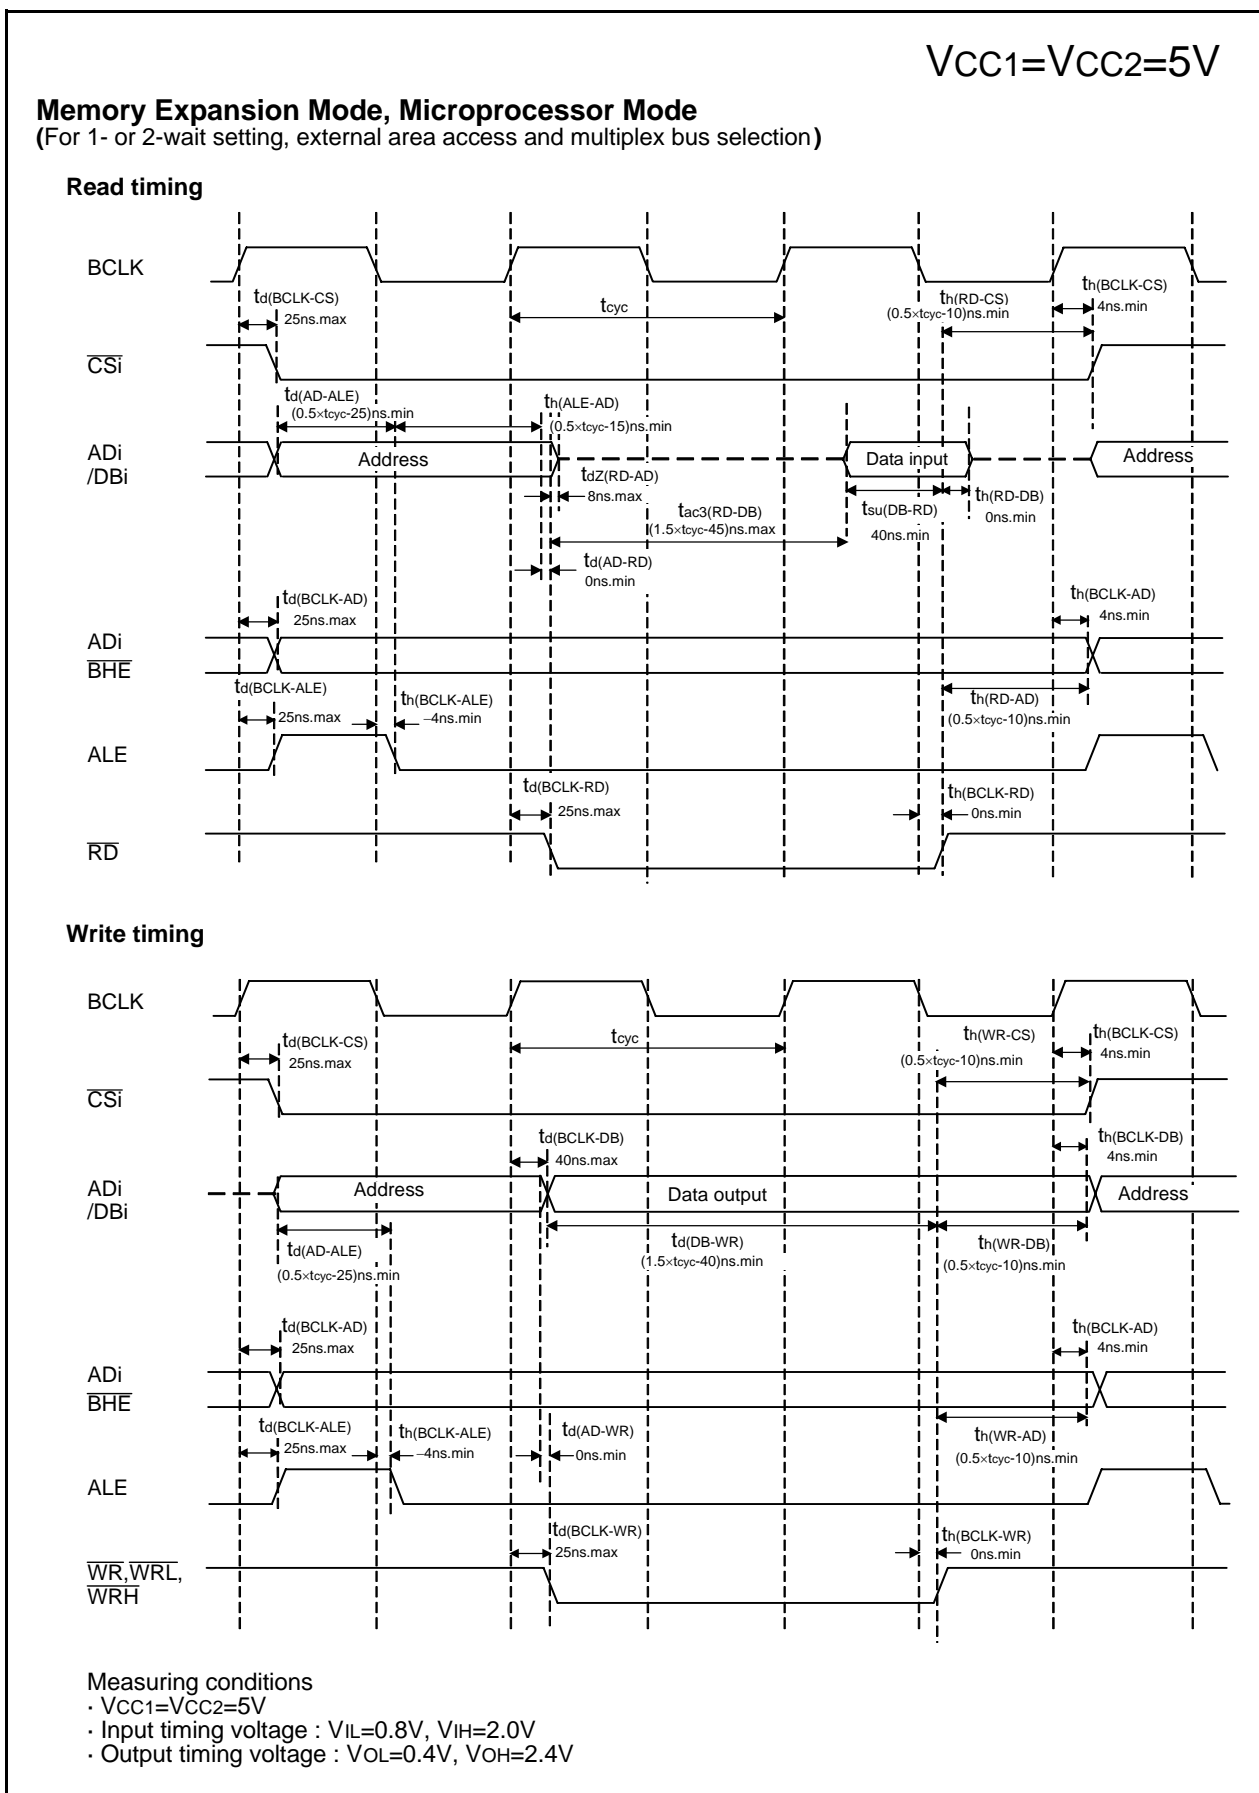 VCC1=VCC2=5V
Memory Expansion Mode, Microprocessor Mode
(For 1- or 2-wait setting, external area access and multiplex bus selection)
Read timing
BCLK
td(BCLK-CS)
25ns.max
tcyc
th(RD-CS)
(0.5×tcyc-10)ns.min
th(BCLK-CS)
4ns.min
CSi
td(AD-ALE)
(0.5×tcyc-25)ns.min
th(ALE-AD)
(0.5×tcyc-15)ns.min
ADi
/DBi
Address
Data input
Address
tdZ(RD-AD)
8ns.max
tac3(RD-DB)
(1.5×tcyc-45)ns.max
tsu(DB-RD)
40ns.min
th(RD-DB)
0ns.min
td(AD-RD)
0ns.min
td(BCLK-AD)
25ns.max
th(BCLK-AD)
4ns.min
ADi
BHE
td(BCLK-ALE)
25ns.max
th(BCLK-ALE)
−4ns.min
th(RD-AD)
(0.5×tcyc-10)ns.min
ALE
td(BCLK-RD)
25ns.max
th(BCLK-RD)
0ns.min
RD
Write timing
BCLK
td(BCLK-CS)
25ns.max
tcyc
th(WR-CS)
(0.5×tcyc-10)ns.min
th(BCLK-CS)
4ns.min
CSi
td(BCLK-DB)
40ns.max
th(BCLK-DB)
4ns.min
ADi
/DBi
Address
Data output
Address
td(AD-ALE)
(0.5×tcyc-25)ns.min
td(DB-WR)
(1.5×tcyc-40)ns.min
th(WR-DB)
(0.5×tcyc-10)ns.min
td(BCLK-AD)
25ns.max
th(BCLK-AD)
4ns.min
ADi
BHE
td(BCLK-ALE)
25ns.max
th(BCLK-ALE)
−4ns.min
td(AD-WR)
0ns.min
th(WR-AD)
(0.5×tcyc-10)ns.min
ALE
td(BCLK-WR)
25ns.max
th(BCLK-WR)
0ns.min
WR,WRL,
WRH
Measuring conditions
· VCC1=VCC2=5V
· Input timing voltage : VIL=0.8V, VIH=2.0V
· Output timing voltage : VOL=0.4V, VOH=2.4V